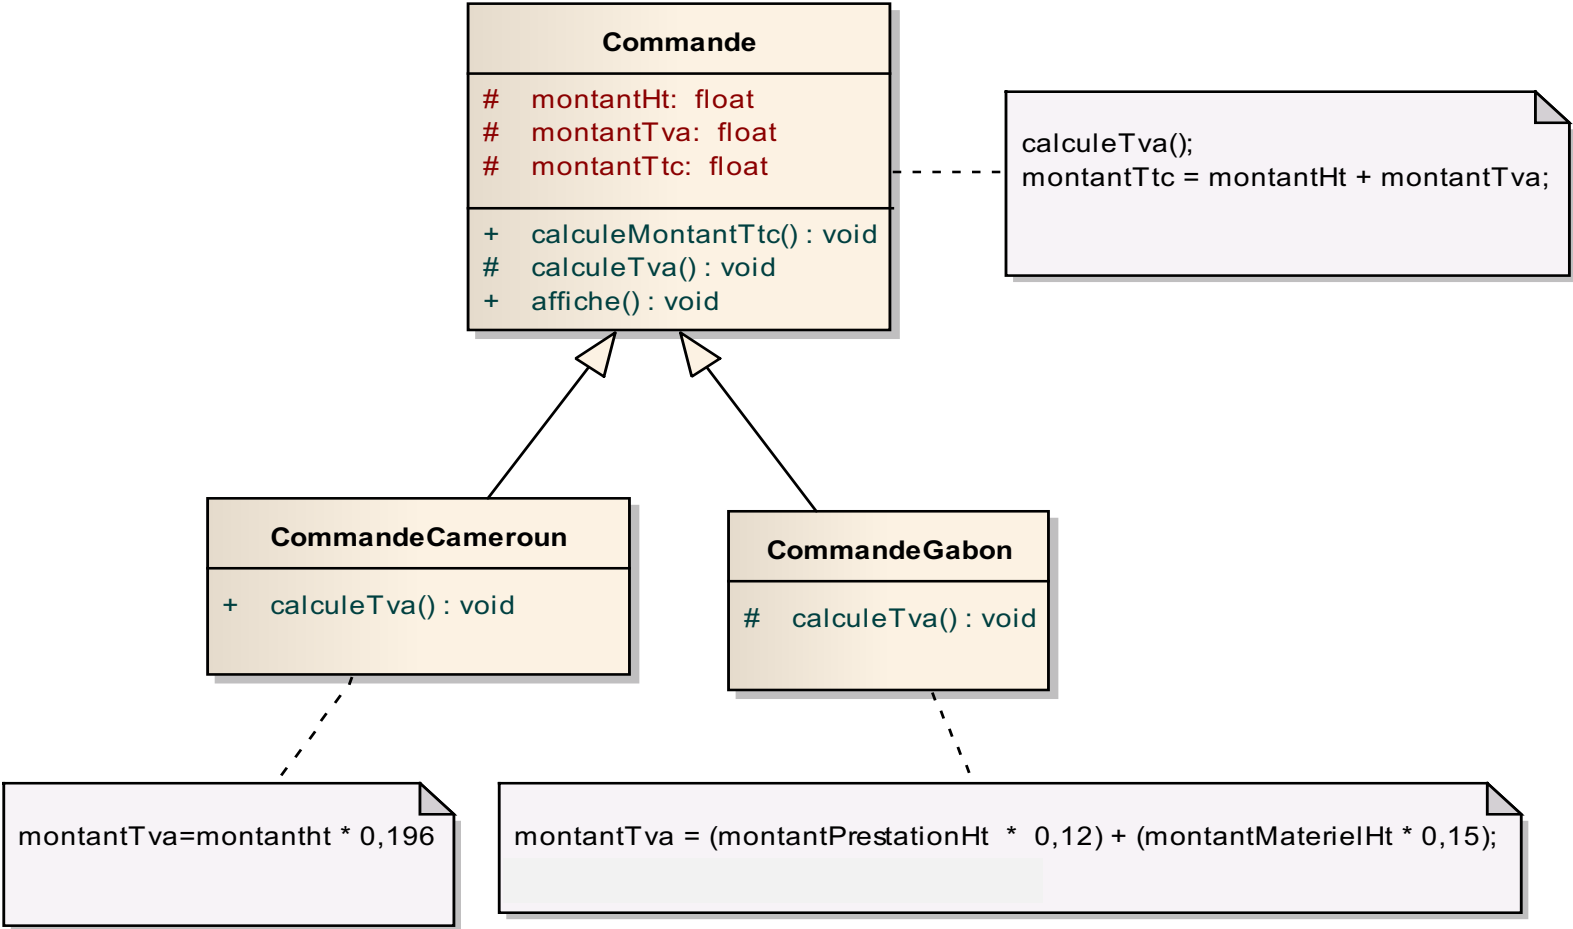 Commande
# montantHt: float
# montantTva: float
# montantTtc: float
+ calculeMontantTtc() : void
# calculeTva() : void
+ affiche() : void
calculeTva();
montantTtc = montantHt + montantTva;
CommandeCameroun
+ calculeTva() : void
CommandeGabon
# calculeTva() : void
montantTva=montantht * 0,196
montantTva = (montantPrestationHt * 0,12) + (montantMaterielHt * 0,15);